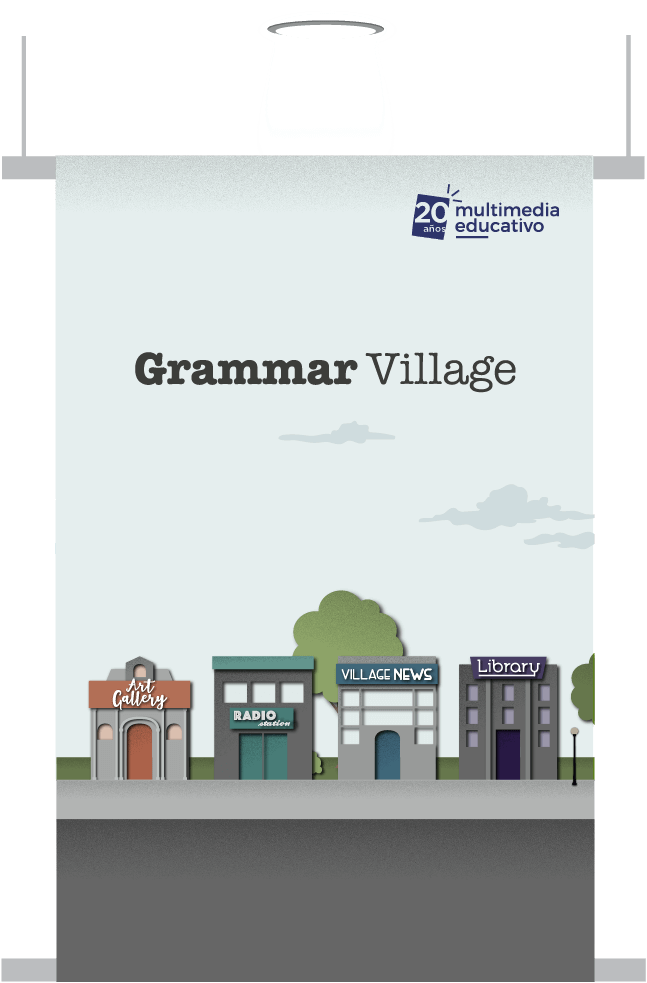 20 multimedia
años educativo
Grammar Village
Art
Gallery
RADIO
station
VILLAGE NEWS
Library